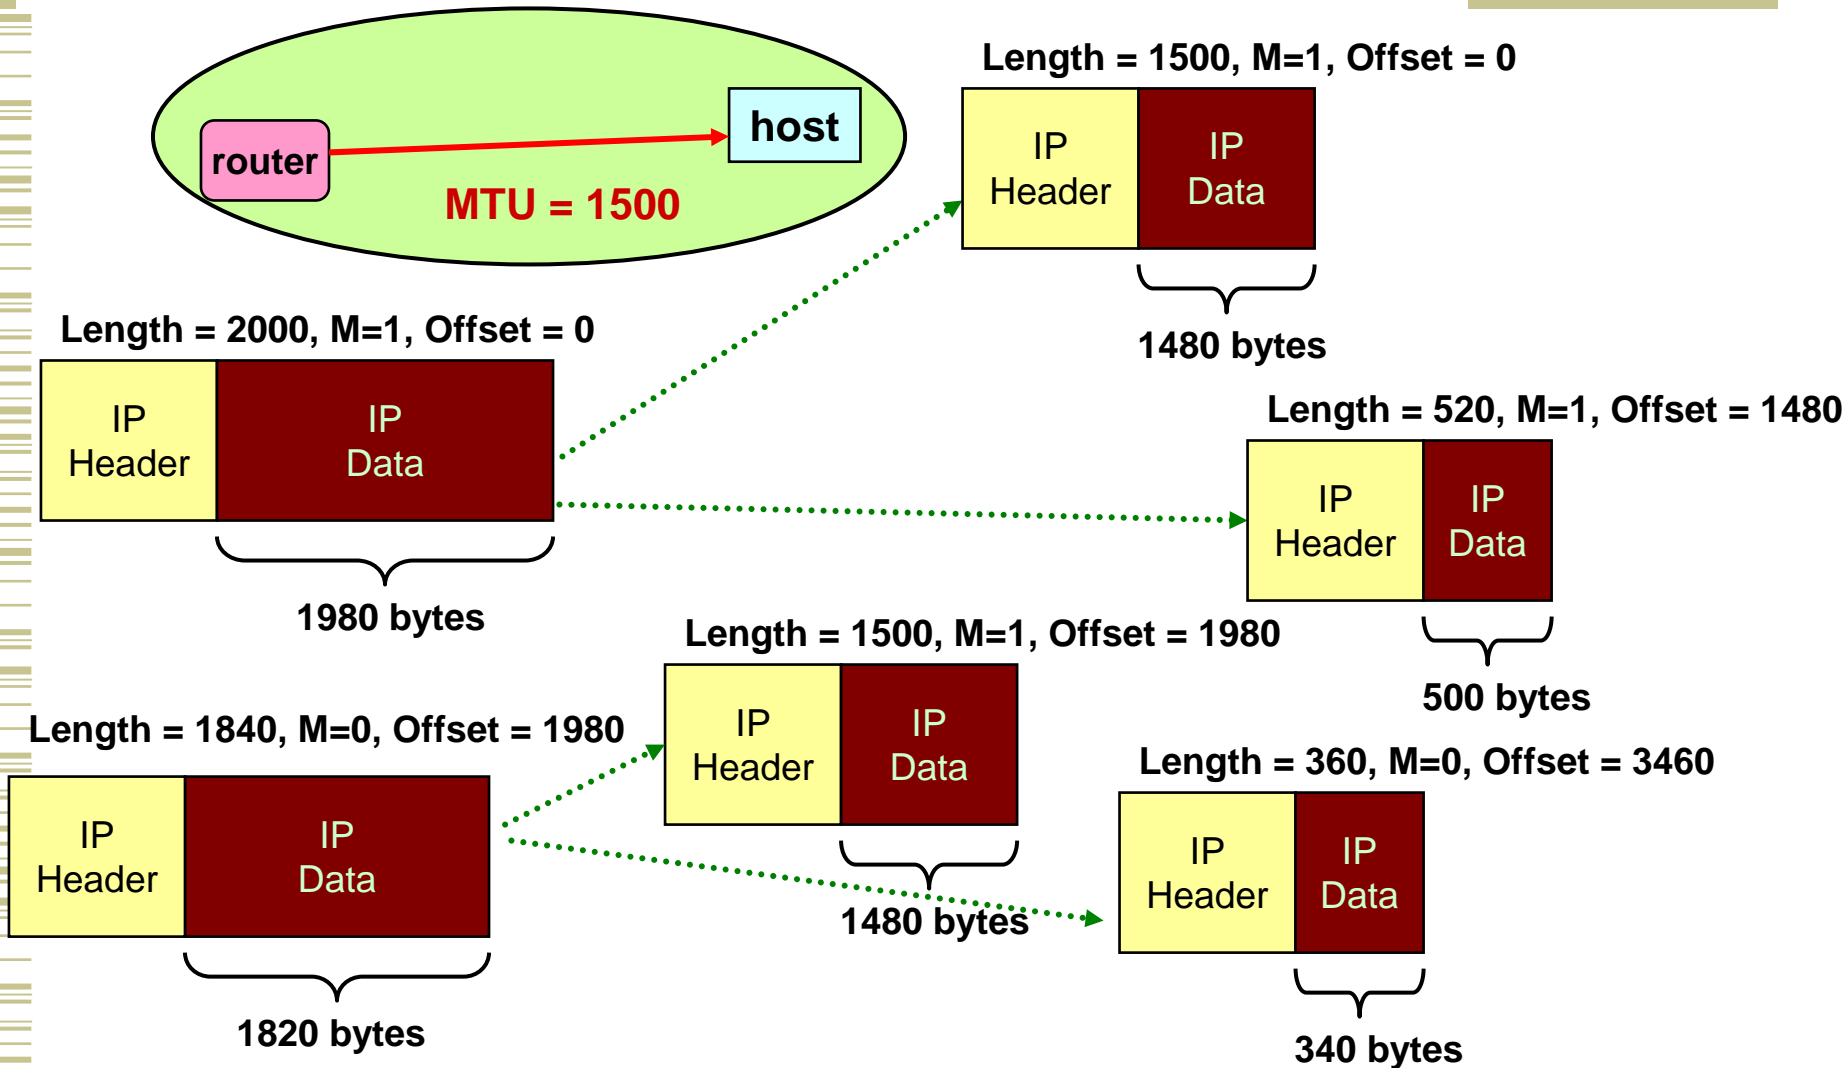 router
host
MTU = 1500
Length = 1500, M=1, Offset = 0
IP
Header
IP
Data
1480 bytes
Length = 2000, M=1, Offset = 0
IP
Header
IP
Data
1980 bytes
Length = 520, M=1, Offset = 1480
IP
Header
IP
Data
500 bytes
Length = 1840, M=0, Offset = 1980
IP
Header
IP
Data
1820 bytes
Length = 1500, M=1, Offset = 1980
IP
Header
IP
Data
1480 bytes
Length = 360, M=0, Offset = 3460
IP
Header
IP
Data
340 bytes